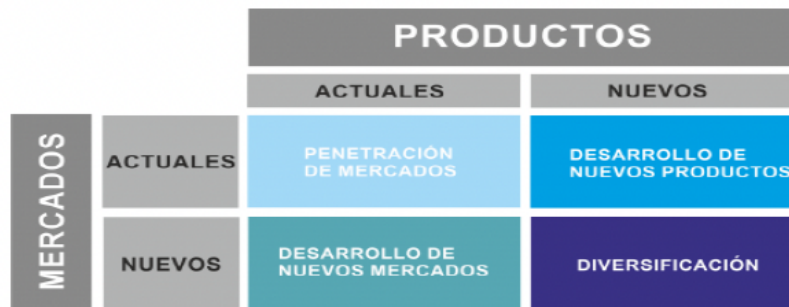 PRODUCTOS
ACTUALES
NUEVOS
MERCADOS
ACTUALES
PENETRACIÓN
DE MERCADOS
DESARROLLO DE
NUEVOS PRODUCTOS
NUEVOS
DESARROLLO DE
NUEVOS MERCADOS
DIVERSIFICACIÓN